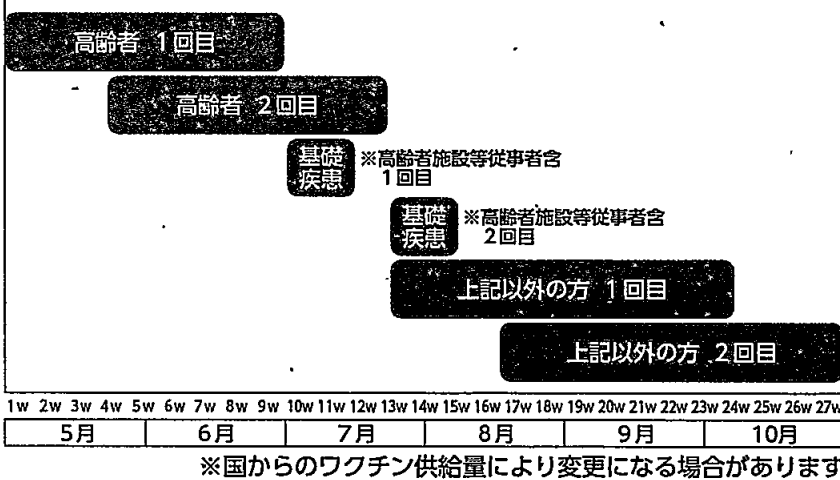 高齢者 1回目
高齢者 2回目
基礎
疾患
※高齢者施設等従事者含
1回目
基礎
疾患
※高齢者施設等従事者含
2回目
上記以外の方 1回目
上記以外の方 2回目
1w 2w 3w 4w 5w 6w 7w 8w 9w 10w 11w 12w 13w 14w 15w 16w 17w 18w 19w 20w 21w 22w 23w 24w 25w 26w 27w
5月 6月 7月 8月 9月 10月
※国からのワクチン供給量により変更になる場合があります